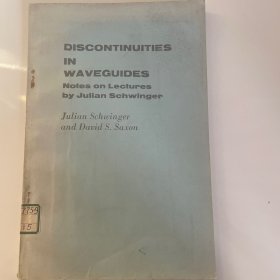 DISCONTINUITIES
IN
WAVEGUIDES
Notes on Lectures
by Julian Schwinger
Julian Schwinger
and David S. Saxon